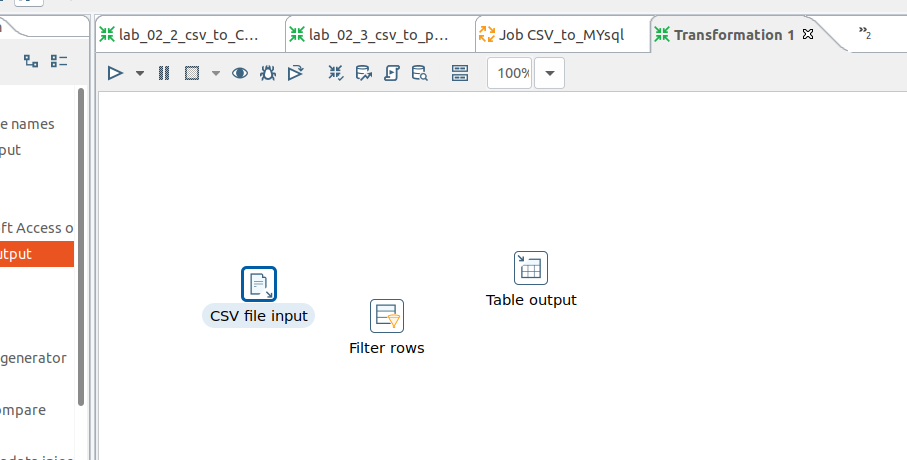 lab_02_2_csv_to_C...
lab_02_3_csv_to_p...
Job CSV_to_MYsql
Transformation 1
»2
100%
e names
put
ft Access o
utput
generator
ompare
CSV file input
Filter rows
Table output